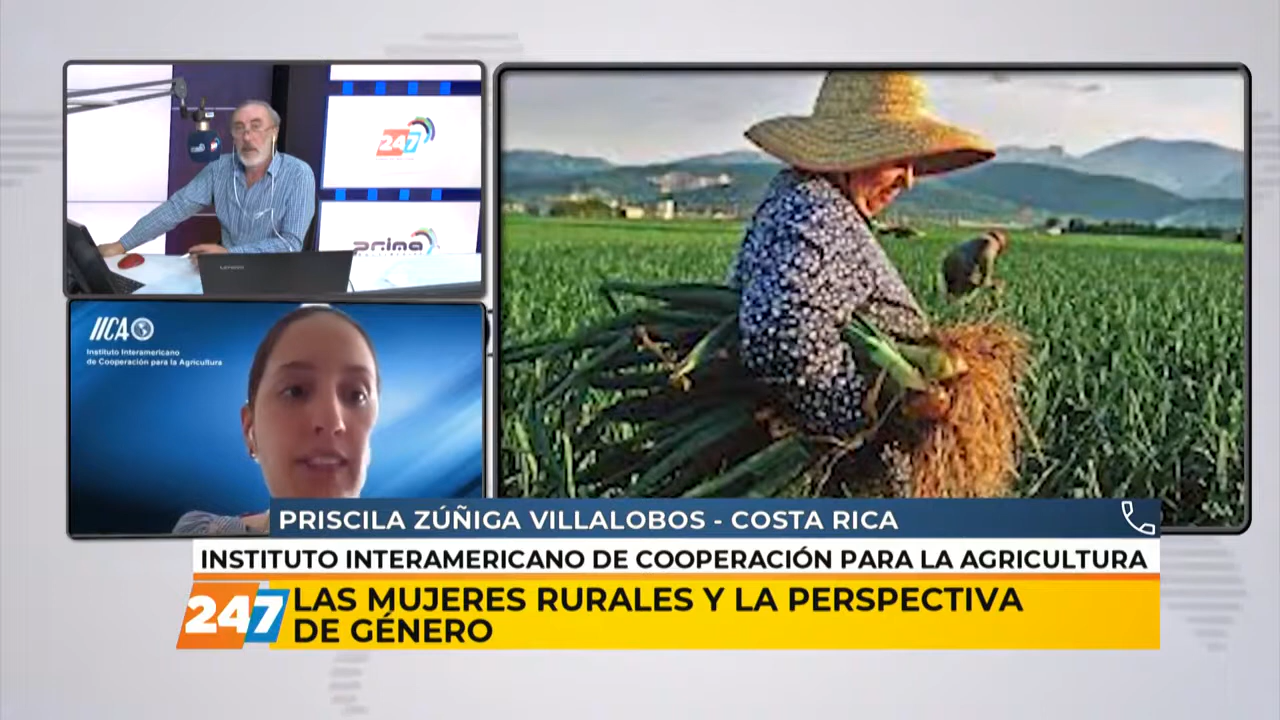 247
prima
Lenovo
IICA
Instituto Interamericano
de Cooperación para la Agricultura
PRISCILA ZÚÑIGA VILLALOBOS - COSTA RICA
INSTITUTO INTERAMERICANO DE COOPERACIÓN PARA LA AGRICULTURA
247
LAS MUJERES RURALES Y LA PERSPECTIVA
DE GÉNERO